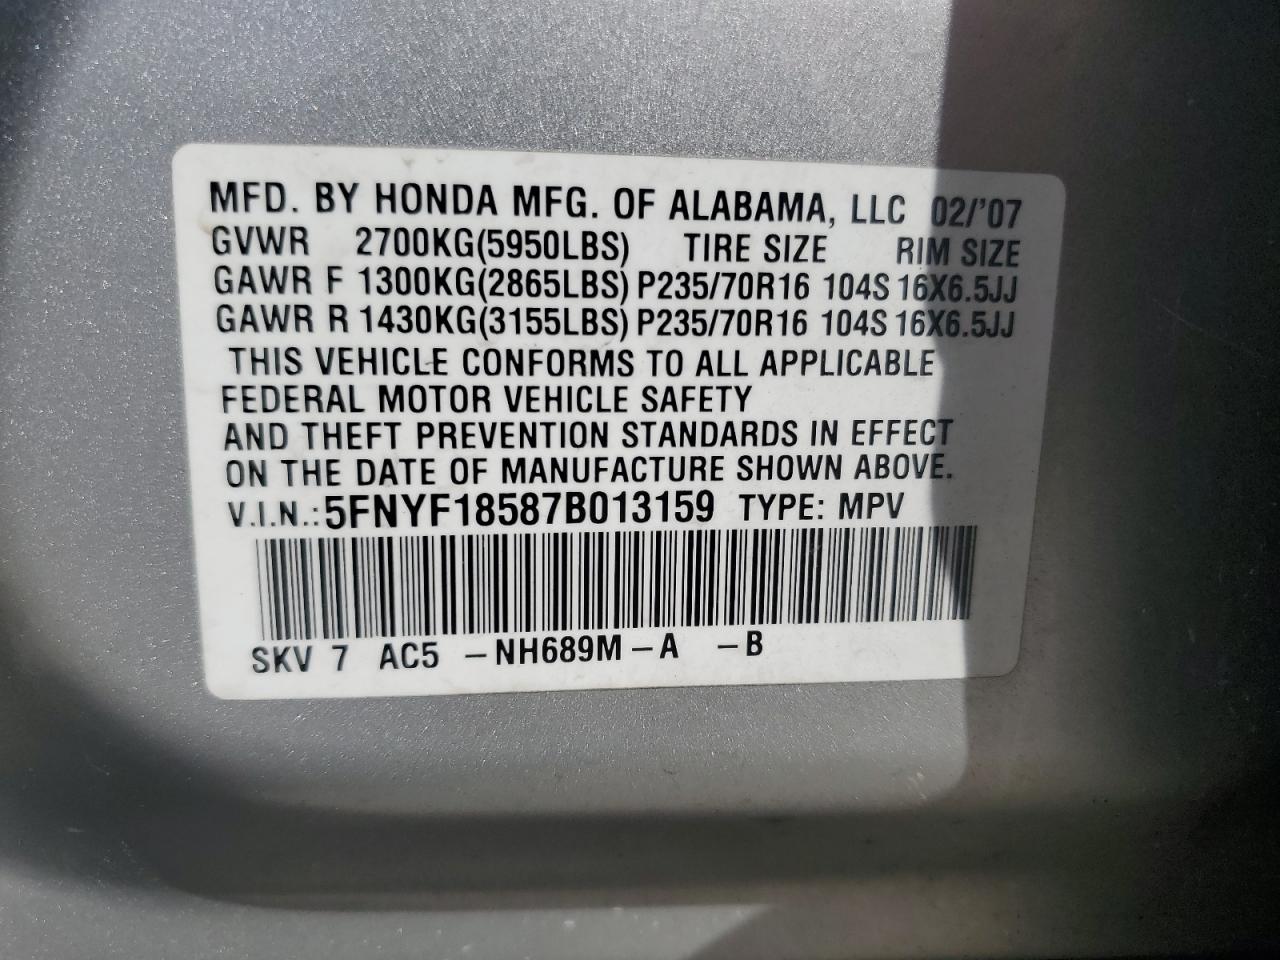 MFD. BY HONDA MFG. OF ALABAMA, LLC 02/'07
GVWR 2700KG(5950LBS) TIRE SIZE RIM SIZE
GAWR F 1300KG(2865LBS) P235/70R16 104S 16X6.5JJ
GAWR R 1430KG(3155LBS) P235/70R16 104S 16X6.5JJ
THIS VEHICLE CONFORMS TO ALL APPLICABLE
FEDERAL MOTOR VEHICLE SAFETY
AND THEFT PREVENTION STANDARDS IN EFFECT
ON THE DATE OF MANUFACTURE SHOWN ABOVE.
V.I.N.: 5FNYF18587B013159 TYPE: MPV
SKV 7 AC5 -NH689M-A -B